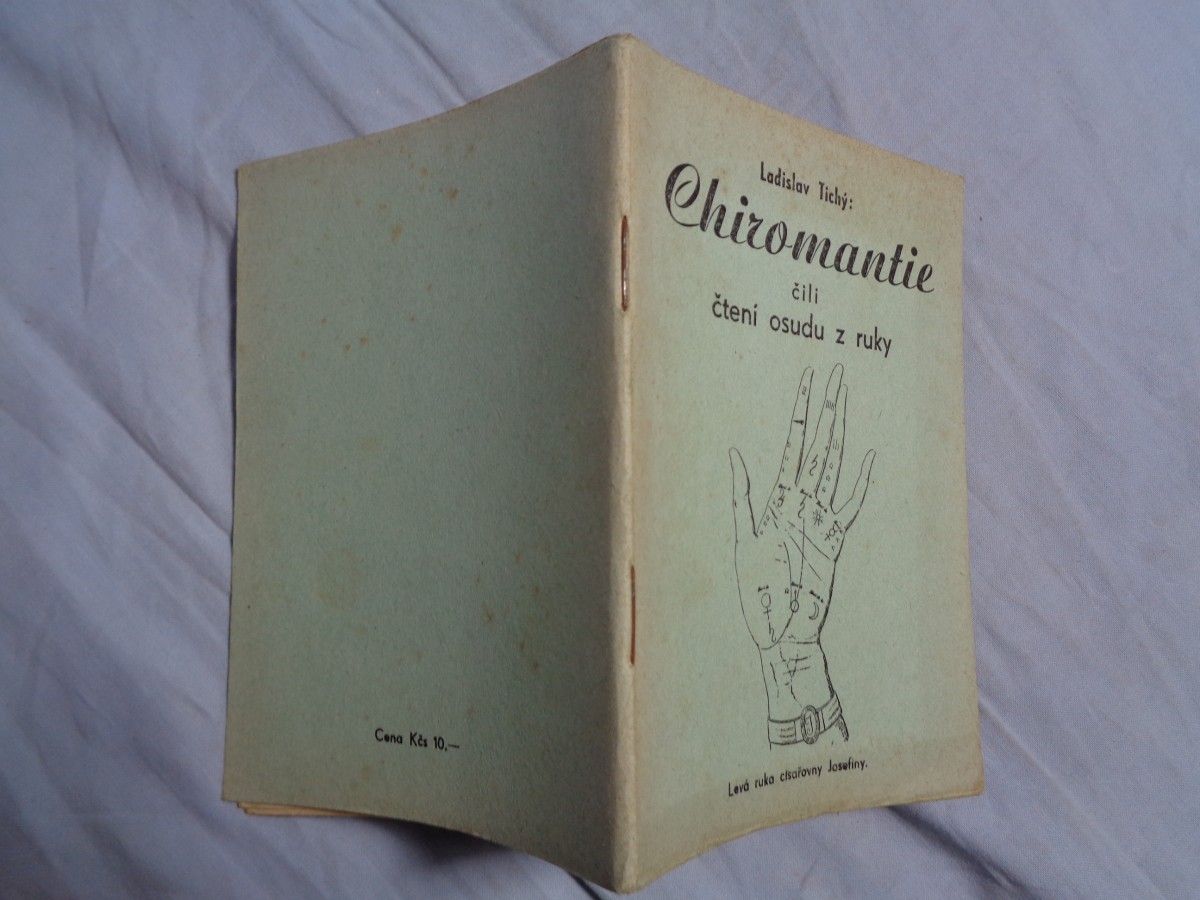 Ladislav Tichý:
Chiromantie
čili
čtení osudu z ruky
Levá ruka císařovny Josefiny.
Cena Kčs 10.—